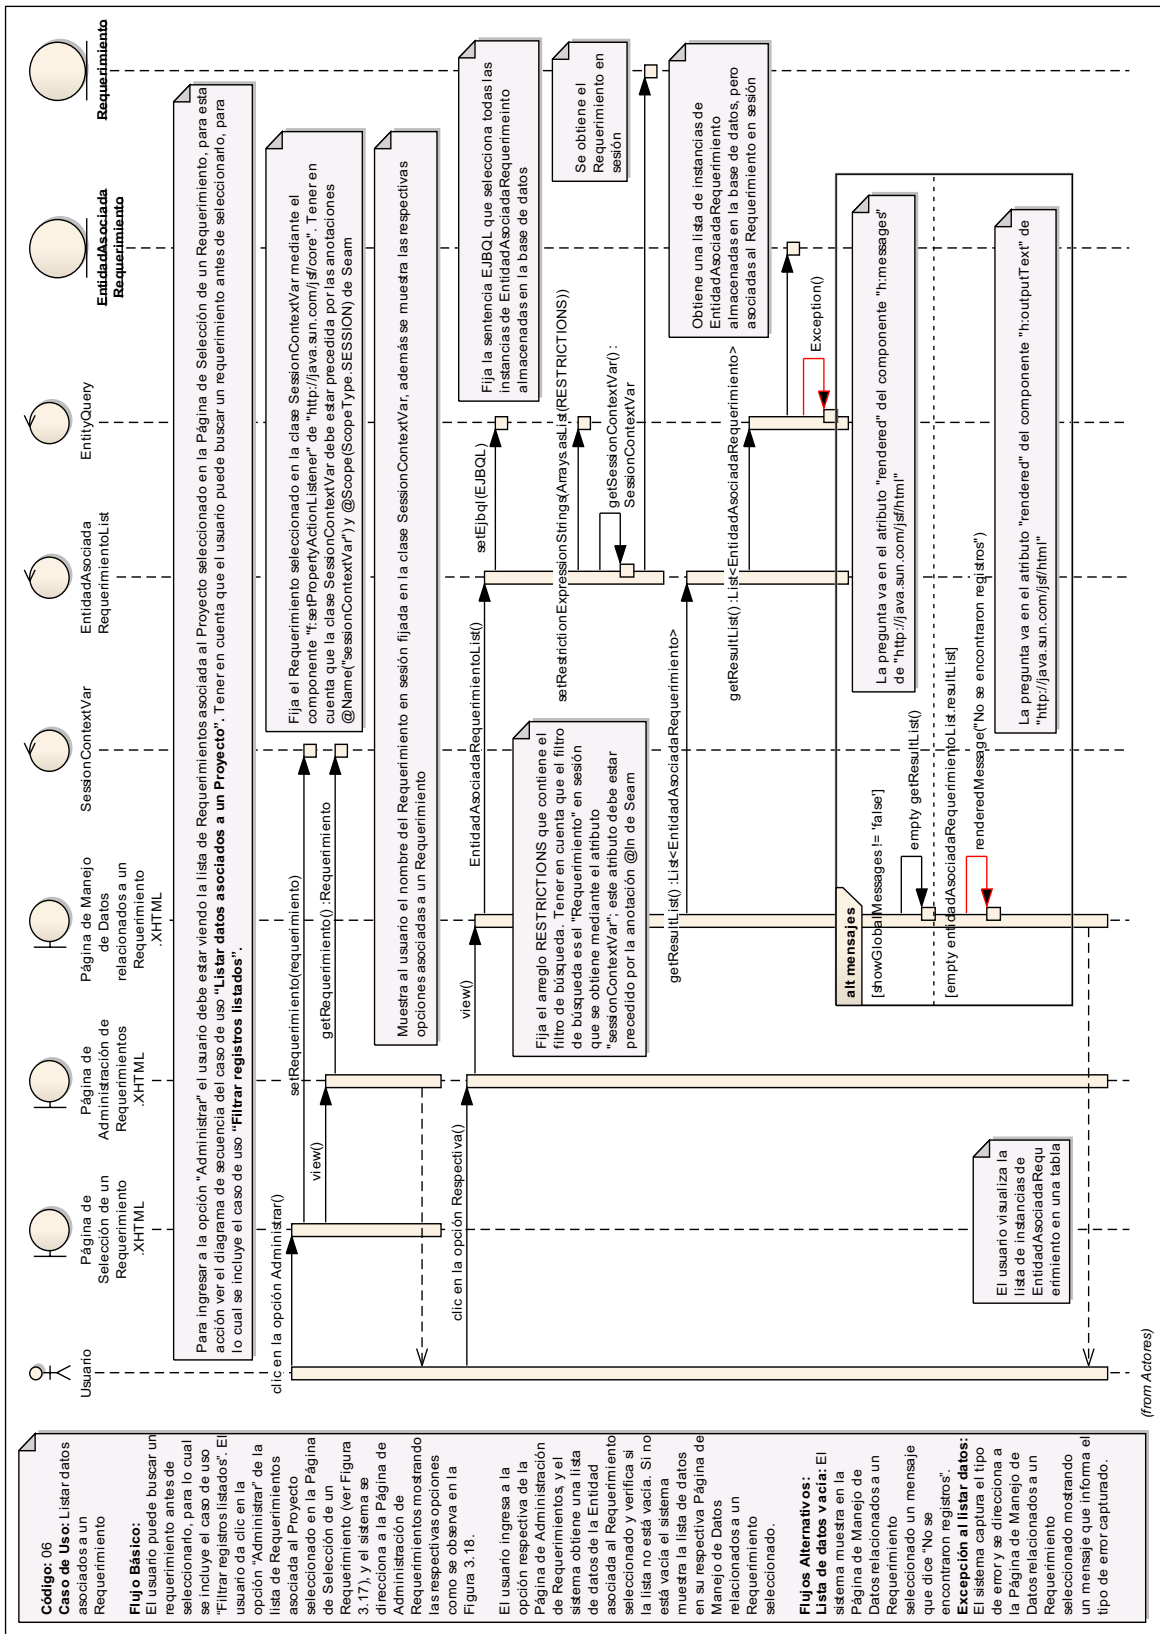 Código: 06
Caso de Uso: Listar datos
asociados a un
Requerimiento
Flujo Básico:
El usuario puede buscar un
requerimiento antes de
seleccionarlo, para lo cual
se incluye el caso de uso
"Filtrar registros listados". El
usuario da clic en la
opción "Administrar" de la
lista de Requerimientos
asociada al Proyecto
seleccionado en la Página
de Selección de un
Requerimiento (ver Figura
3.17), y el sistema se
direcciona a la Página de
Administración de
Requerimientos mostrando
las respectivas opciones
como se observa en la
Figura 3.18.
El usuario ingresa a la
opción respectiva de la
Página de Administración
de Requerimientos, y el
sistema obtiene una lista
de datos de la Entidad
asociada al Requerimiento
seleccionado y verifica si
la lista no está vacía. Si no
está vacía el sistema
muestra la lista de datos
en su respectiva Página de
Manejo de Datos
relacionados a un
Requerimiento
seleccionado.
Flujos Alternativos:
Lista de datos vacía: El
sistema muestra en la
Página de Manejo de
Datos relacionados a un
Requerimiento
seleccionado un mensaje
que dice "No se
encontraron registros".
Excepción al listar datos:
El sistema captura el tipo
de error y se direcciona a
la Página de Manejo de
Datos relacionados a un
Requerimiento
seleccionado mostrando
un mensaje que informa el
tipo de error capturado.
Usuario
Página de
Selección de un
Requerimiento
.XHTML
Página de
Administración de
Requerimientos
.XHTML
Página de Manejo
de Datos
relacionados a un
Requerimiento
.XHTML
SessionContextVar
EntidadAsociada
RequerimientoList
EntityQuery
EntidadAsociada
Requerimiento
Requerimiento
Para ingresar a la opción "Administrar" el usuario debe estar viendo la lista de Requerimientos asociada al Proyecto seleccionado en la Página de Selección de un Requerimiento, para esta
acción ver el diagrama de secuencia del caso de uso "Listar datos asociados a un Proyecto". Tener en cuenta que el usuario puede buscar un requerimiento antes de seleccionarlo, para
lo cual se incluye el caso de uso "Filtrar registros listados".
clic en la opción Administrar()
setRequerimiento(requerimiento)
Fija el Requerimiento seleccionado en la clase SessionContextVar mediante el
componente "f:setPropertyActionListener" de "http://java.sun.com/jsf/core". Tener en
cuenta que la clase SessionContextVar debe estar precedida por las anotaciones
@Name("sessionContextVar") y @Scope(ScopeType.SESSION) de Seam
view()
getRequerimiento() :Requerimiento
Muestra al usuario el nombre del Requerimiento en sesión fijada en la clase SessionContextVar, además se muestra las respectivas
opciones asociadas a un Requerimiento
clic en la opción Respectiva()
view()
EntidadAsociadaRequerimientoList()
setEjbql(EJBQL)
Fija la sentencia EJBQL que selecciona todas las
instancias de EntidadAsociadaRequerimeinto
almacenadas en la base de datos
Fija el arreglo RESTRICTIONS que contiene el
filtro de búsqueda. Tener en cuenta que el filtro
de búsqueda es el "Requerimiento" en sesión
que se obtiene mediante el atributo
"sessionContextVar"; este atributo debe estar
precedido por la anotación @In de Seam
setRestrictionExpressionStrings(Arrays.asList(RESTRICTIONS))
getSessionContextVar() :
SessionContextVar
Se obtiene el
Requerimiento en
sesión
getResultList() :List<EntidadAsociadaRequerimiento>
getResultList() :List<EntidadAsociadaRequerimiento>
Obtiene una lista de instancias de
EntidadAsociadaRequerimiento
almacenadas en la base de datos, pero
asociadas al Requerimiento en sesión
Exception()
alt mensajes
[showGlobalMessages != 'false']
empty getResultList()
La pregunta va en el atributo "rendered" del componente "h:messages"
de "http://java.sun.com/jsf/html"
[empty entidadAsociadaRequerimientoList.resultList]
renderedMessage("No se encontraron registros")
La pregunta va en el atributo "rendered" del componente "h:outputText" de
"http://java.sun.com/jsf/html"
El usuario visualiza la
lista de instancias de
EntidadAsociadaRequ
erimiento en una tabla
(from Actores)